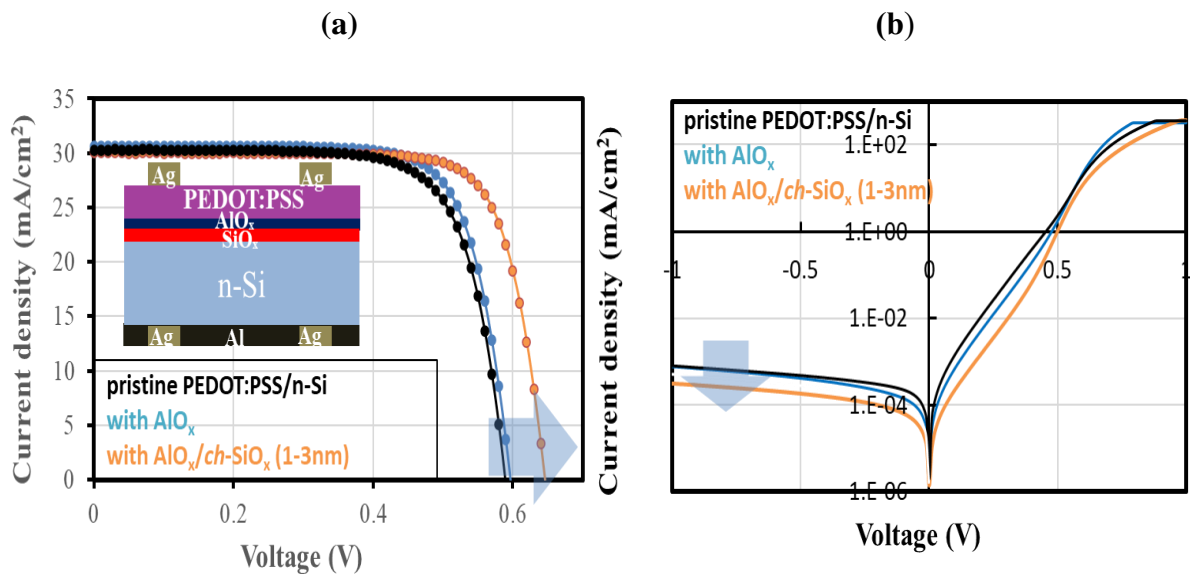 (a)
(b)
Current density (mA/cm²)
35
30
25
20
15
10
5
0
0
0.2
0.4
0.6
Voltage (V)
Ag
Ag
PEDOT:PSS
AlOₓ
SiOₓ
n-Si
Ag
Al
Ag
pristine PEDOT:PSS/n-Si
with AlOₓ
with AlOₓ/ch-SiOₓ (1-3nm)
Current density (mA/cm²)
pristine PEDOT:PSS/n-Si
1.E+02
with AlOₓ
with AlOₓ/ch-SiOₓ (1-3nm)
1.E+00
-1
-0.5
0
0.5
1
1.E-02
1.E-04
1.E-06
Voltage (V)